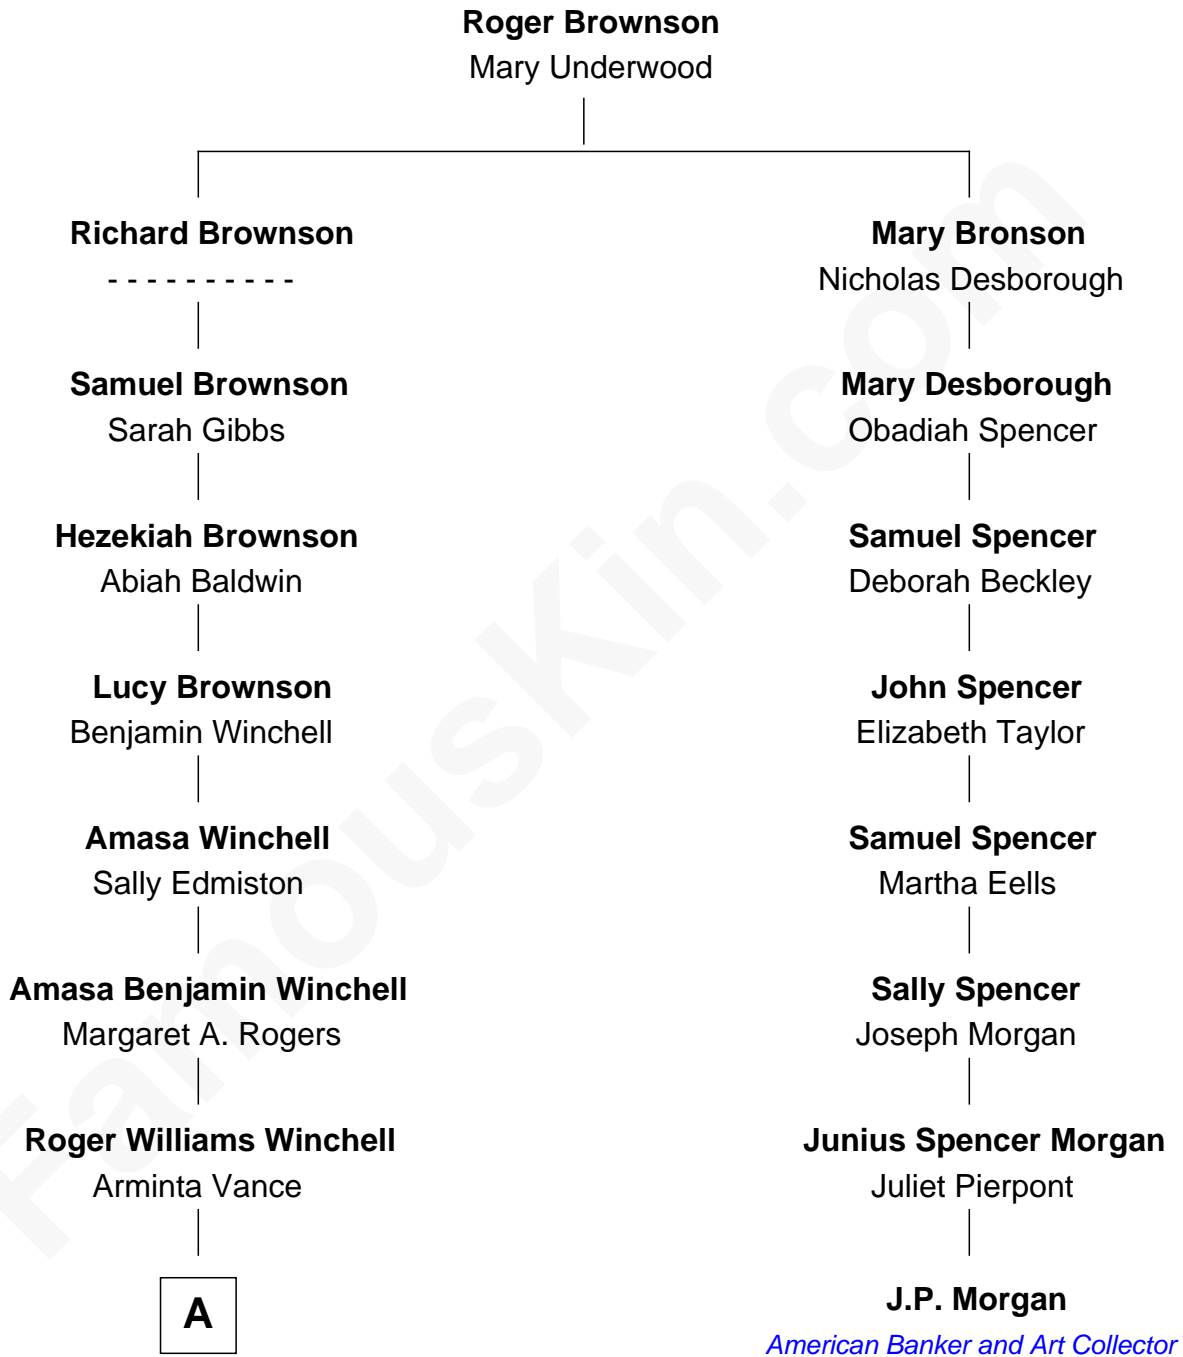 Roger Brownson
Mary Underwood
Richard Brownson
- - - - - - - - - -
Mary Bronson
Nicholas Desborough
Samuel Brownson
Sarah Gibbs
Mary Desborough
Obadiah Spencer
Hezekiah Brownson
Abiah Baldwin
Samuel Spencer
Deborah Beckley
Lucy Brownson
Benjamin Winchell
John Spencer
Elizabeth Taylor
Amasa Winchell
Sally Edmiston
Samuel Spencer
Martha Eells
Amasa Benjamin Winchell
Margaret A. Rogers
Sally Spencer
Joseph Morgan
Roger Williams Winchell
Arminta Vance
Junius Spencer Morgan
Juliet Pierpont
A
J.P. Morgan
American Banker and Art Collector
FamousKin.com